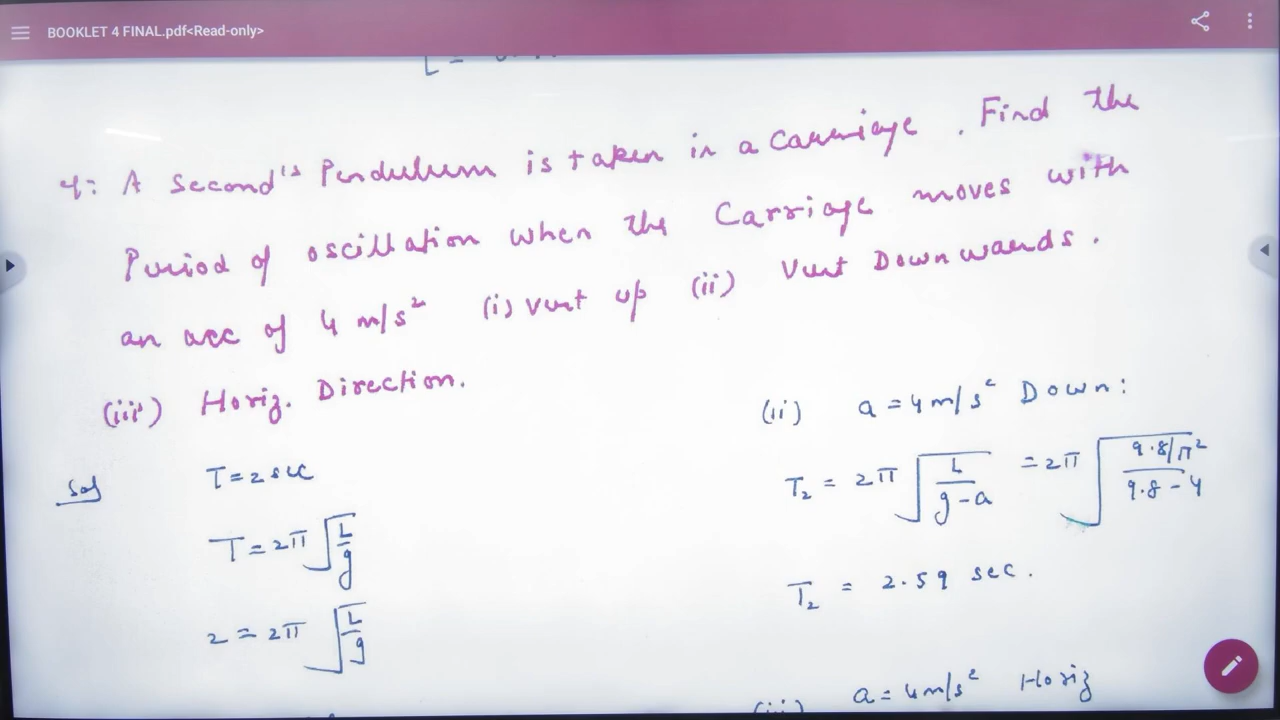 BOOKLET 4 FINAL.pdf<Read-only>
4: A Second's Pendulum is taken in a Carriage . Find the
Period of oscillation when the Carriage moves with
an acc of 4 m/s² (i) vert up (ii) Vert Downwards .
(iii) Horiz. Direction.
Sol
T = 2 sec
T = 2π √(L/g)
2 = 2π √(L/g)
(ii) a = 4 m/s² Down :
T₂ = 2π √(L/(g-a)) = 2π √((9.8/π²)/(9.8 - 4))
T₂ = 2.59 sec .
(iii) a = 4 m/s² Horiz